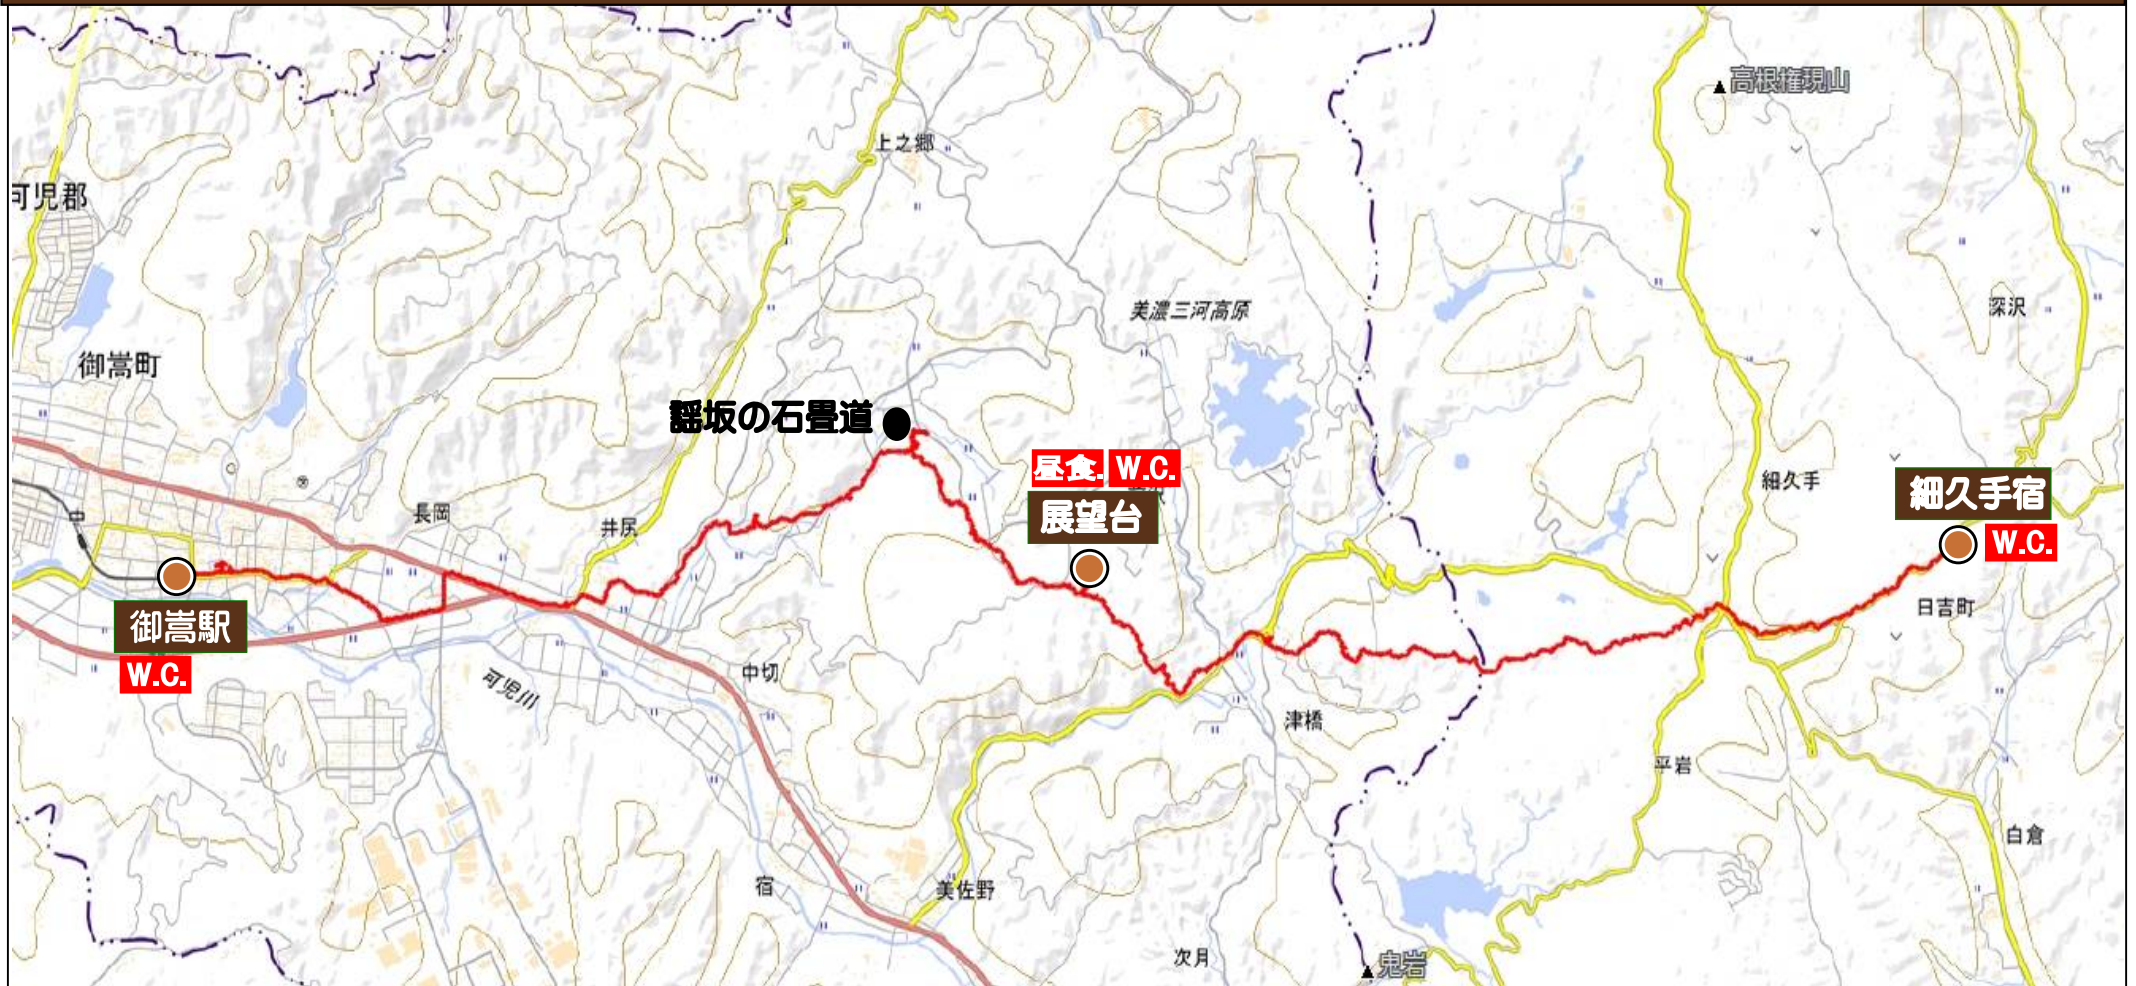 高根権現山
上之郷
可児郡
美濃三河高原
深沢
御嵩町
謡坂の石畳道
昼食. W.C.
展望台
細久手
細久手宿
W.C.
長岡
井尻
中
御嵩駅
W.C.
日吉町
可児川
中切
津橋
平岩
白倉
宿
美佐野
次月
鬼岩